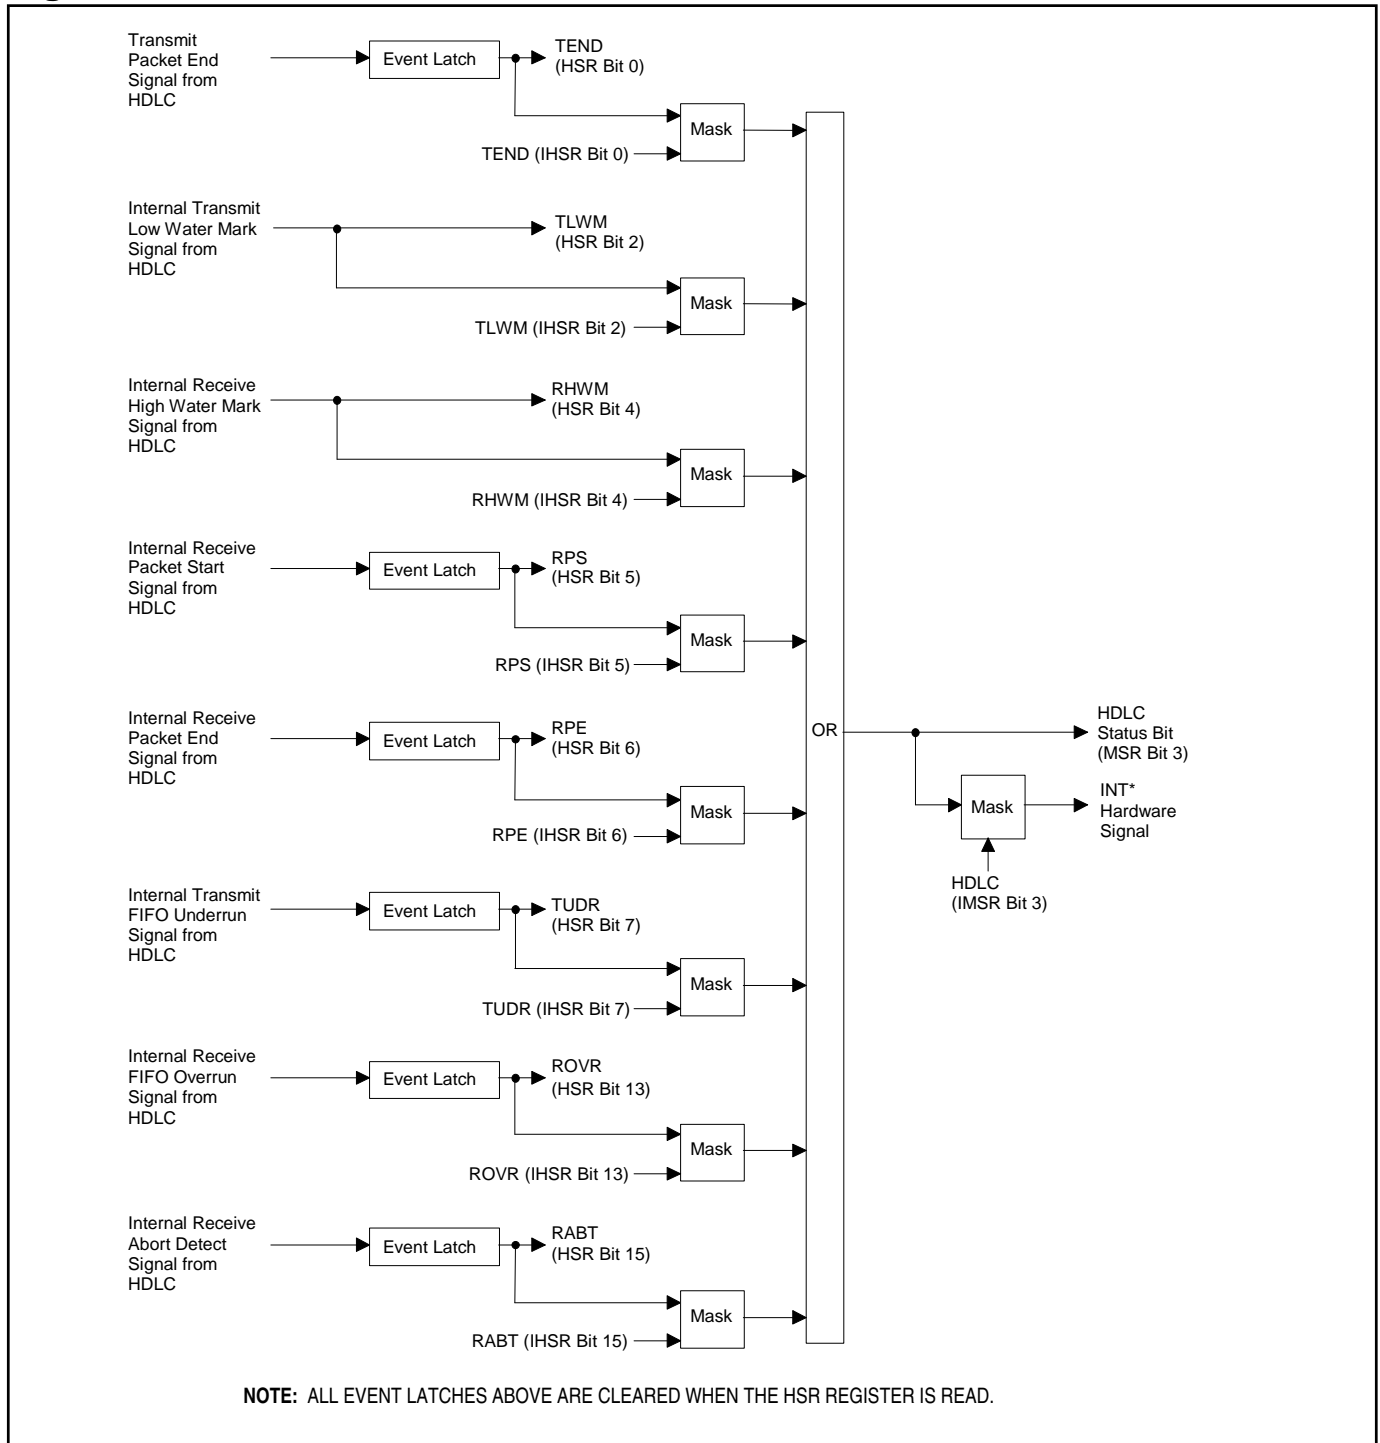 Transmit
Packet End
Signal from
HDLC
Event Latch
TEND
(HSR Bit 0)
Mask
TEND (IHSR Bit 0)
Internal Transmit
Low Water Mark
Signal from
HDLC
TLWM
(HSR Bit 2)
Mask
TLWM (IHSR Bit 2)
Internal Receive
High Water Mark
Signal from
HDLC
RHWM
(HSR Bit 4)
Mask
RHWM (IHSR Bit 4)
Internal Receive
Packet Start
Signal from
HDLC
Event Latch
RPS
(HSR Bit 5)
Mask
RPS (IHSR Bit 5)
Internal Receive
Packet End
Signal from
HDLC
Event Latch
RPE
(HSR Bit 6)
Mask
RPE (IHSR Bit 6)
Internal Transmit
FIFO Underrun
Signal from
HDLC
Event Latch
TUDR
(HSR Bit 7)
Mask
TUDR (IHSR Bit 7)
Internal Receive
FIFO Overrun
Signal from
HDLC
Event Latch
ROVR
(HSR Bit 13)
Mask
ROVR (IHSR Bit 13)
Internal Receive
Abort Detect
Signal from
HDLC
Event Latch
RABT
(HSR Bit 15)
Mask
RABT (IHSR Bit 15)
OR
HDLC
Status Bit
(MSR Bit 3)
Mask
INT*
Hardware
Signal
HDLC
(IMSR Bit 3)
NOTE: ALL EVENT LATCHES ABOVE ARE CLEARED WHEN THE HSR REGISTER IS READ.